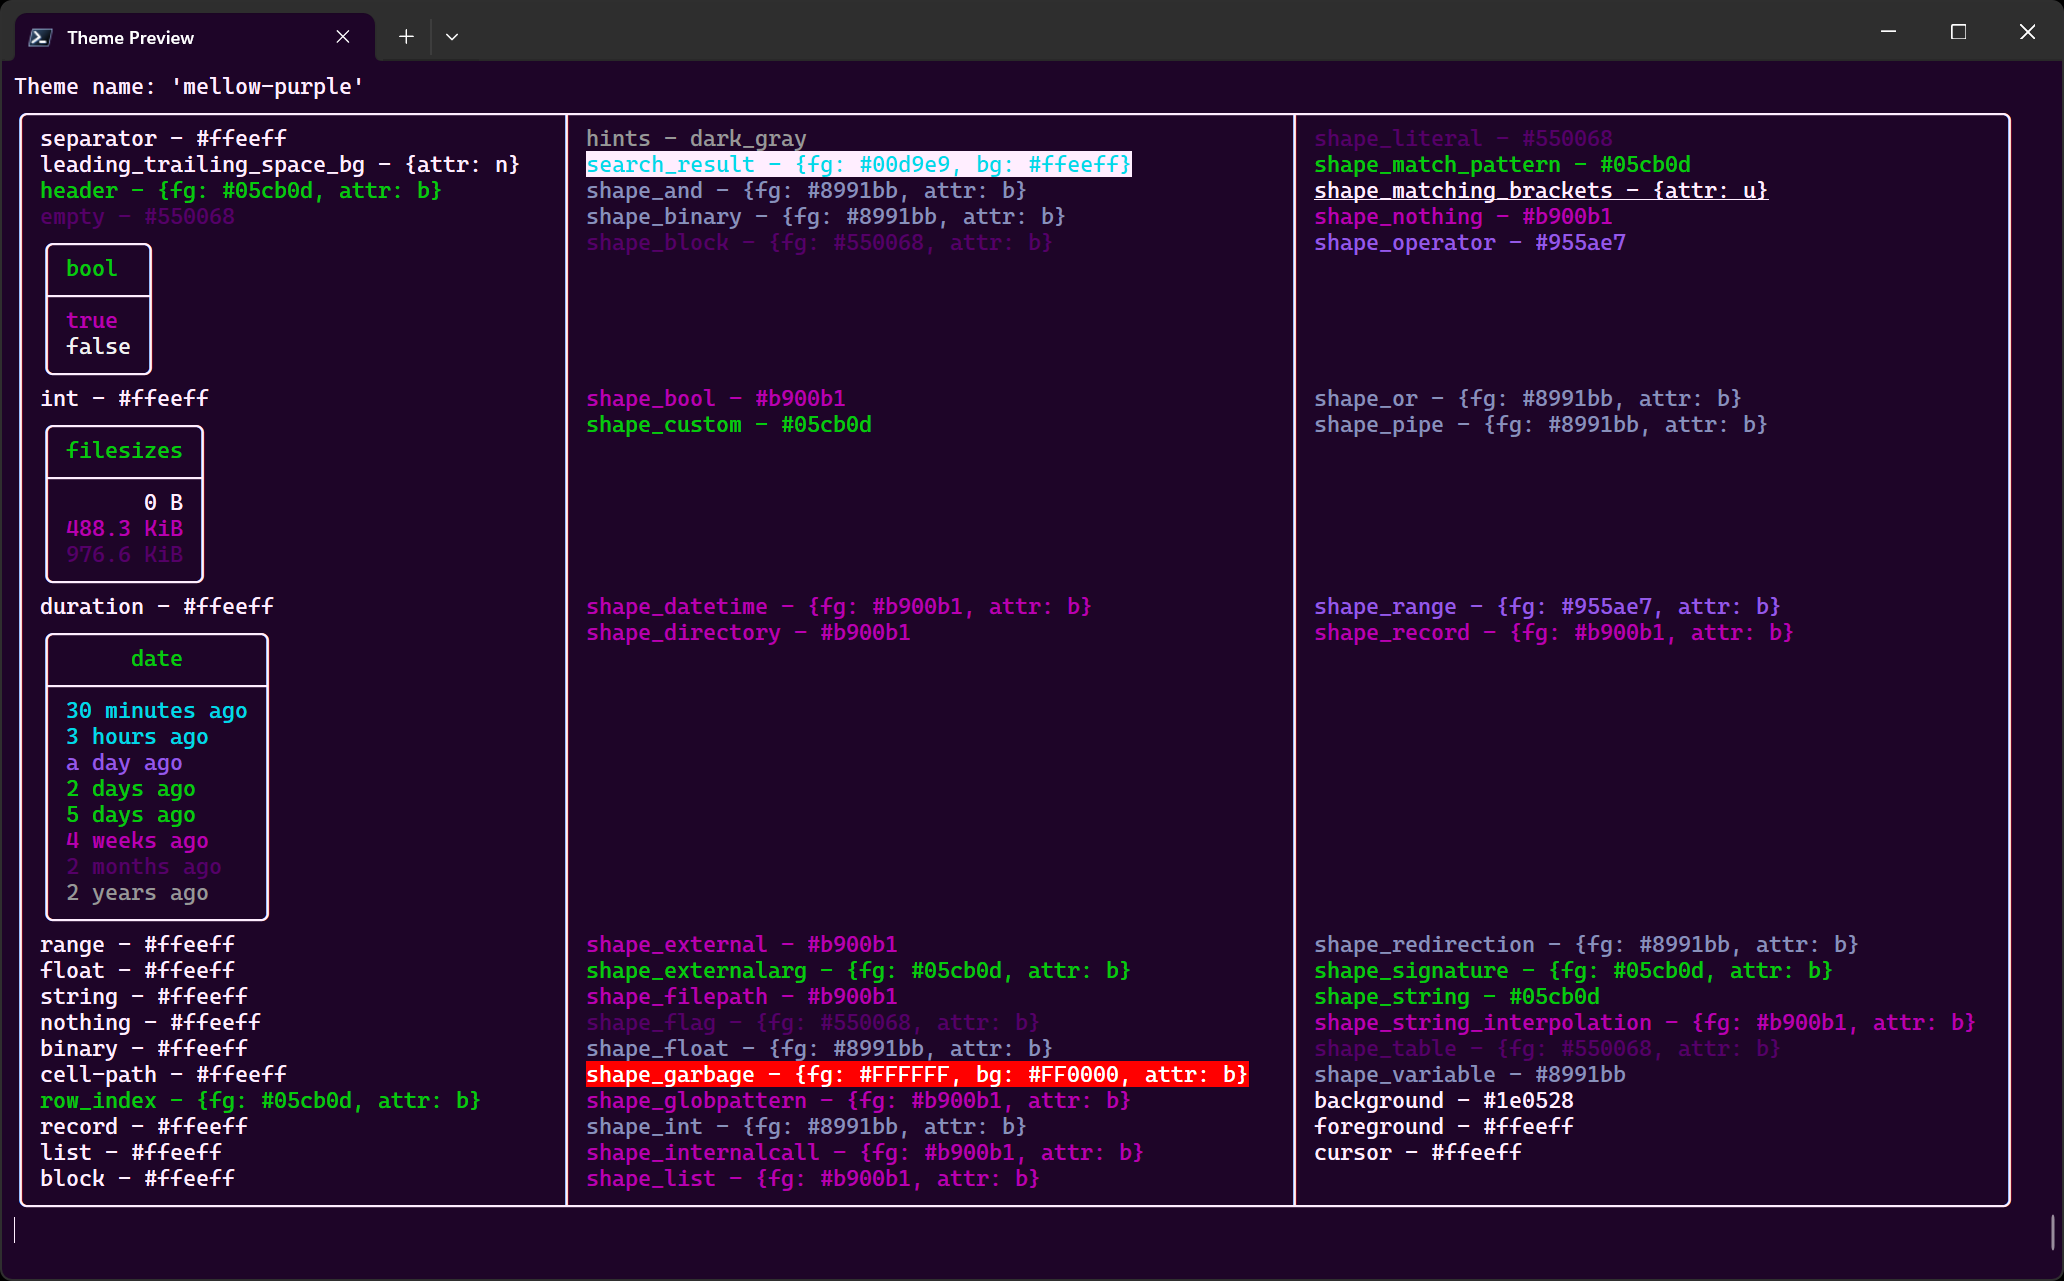 Theme Preview
Theme name: 'mellow-purple'
separator - #ffeeff
leading_trailing_space_bg - {attr: n}
header - {fg: #05cb0d, attr: b}
empty - #550068
bool
true
false
int - #ffeeff
filesizes
0 B
488.3 KiB
976.6 KiB
duration - #ffeeff
date
30 minutes ago
3 hours ago
a day ago
2 days ago
5 days ago
4 weeks ago
2 months ago
2 years ago
range - #ffeeff
float - #ffeeff
string - #ffeeff
nothing - #ffeeff
binary - #ffeeff
cell-path - #ffeeff
row_index - {fg: #05cb0d, attr: b}
record - #ffeeff
list - #ffeeff
block - #ffeeff
hints - dark_gray
search_result - {fg: #00d9e9, bg: #ffeeff}
shape_and - {fg: #8991bb, attr: b}
shape_binary - {fg: #8991bb, attr: b}
shape_block - {fg: #550068, attr: b}
shape_bool - #b900b1
shape_custom - #05cb0d
shape_datetime - {fg: #b900b1, attr: b}
shape_directory - #b900b1
shape_external - #b900b1
shape_externalarg - {fg: #05cb0d, attr: b}
shape_filepath - #b900b1
shape_flag - {fg: #550068, attr: b}
shape_float - {fg: #8991bb, attr: b}
shape_garbage - {fg: #FFFFFF, bg: #FF0000, attr: b}
shape_globpattern - {fg: #b900b1, attr: b}
shape_int - {fg: #8991bb, attr: b}
shape_internalcall - {fg: #b900b1, attr: b}
shape_list - {fg: #b900b1, attr: b}
shape_literal - #550068
shape_match_pattern - #05cb0d
shape_matching_brackets - {attr: u}
shape_nothing - #b900b1
shape_operator - #955ae7
shape_or - {fg: #8991bb, attr: b}
shape_pipe - {fg: #8991bb, attr: b}
shape_range - {fg: #955ae7, attr: b}
shape_record - {fg: #b900b1, attr: b}
shape_redirection - {fg: #8991bb, attr: b}
shape_signature - {fg: #05cb0d, attr: b}
shape_string - #05cb0d
shape_string_interpolation - {fg: #b900b1, attr: b}
shape_table - {fg: #550068, attr: b}
shape_variable - #8991bb
background - #1e0528
foreground - #ffeeff
cursor - #ffeeff